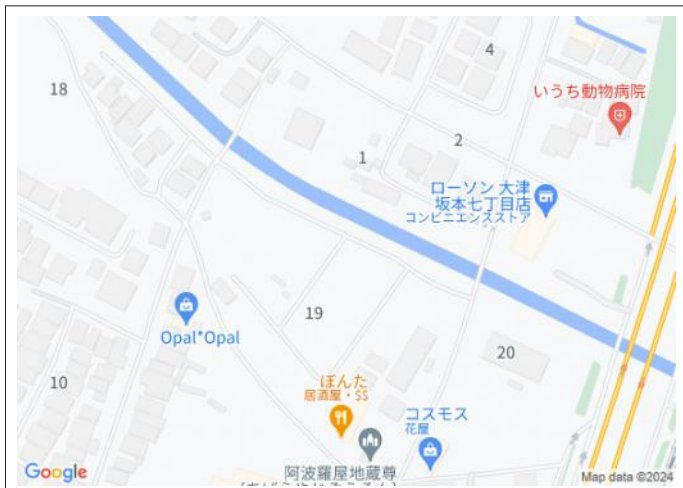 4
18
いうち動物病院
2
1
ローソン 大津
坂本七丁目店
コンビニエンスストア
19
Opal*Opal
20
ぽんた
居酒屋・$$
10
コスモス
花屋
阿波羅屋地蔵尊
Google
Map data ©2024